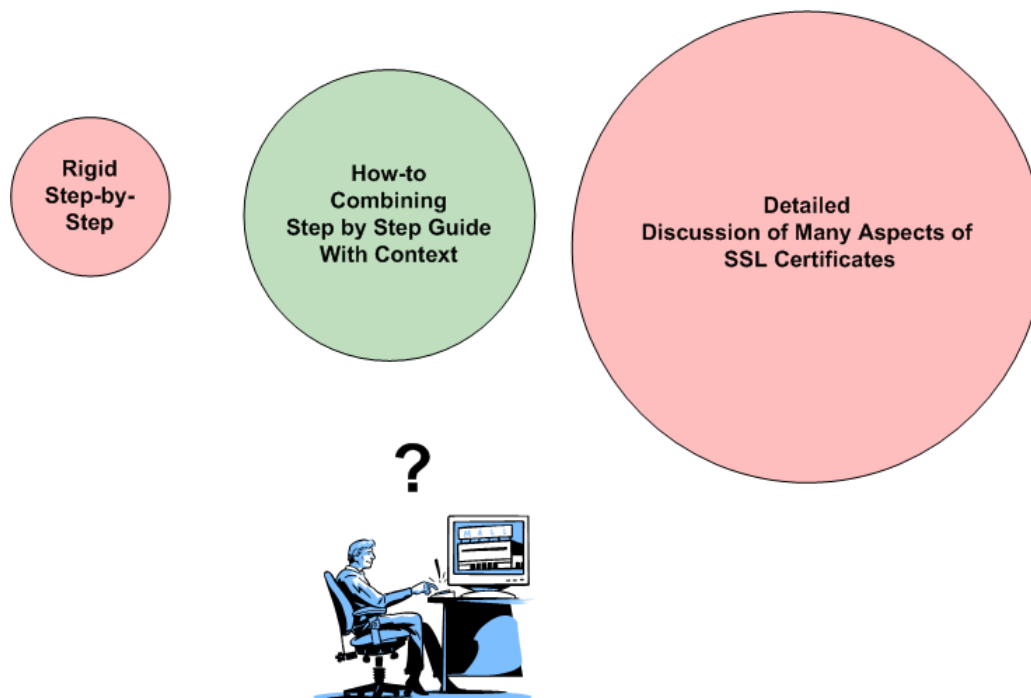 Rigid
Step-by-
Step
How-to
Combining
Step by Step Guide
With Context
Detailed
Discussion of Many Aspects of
SSL Certificates
?
MALL